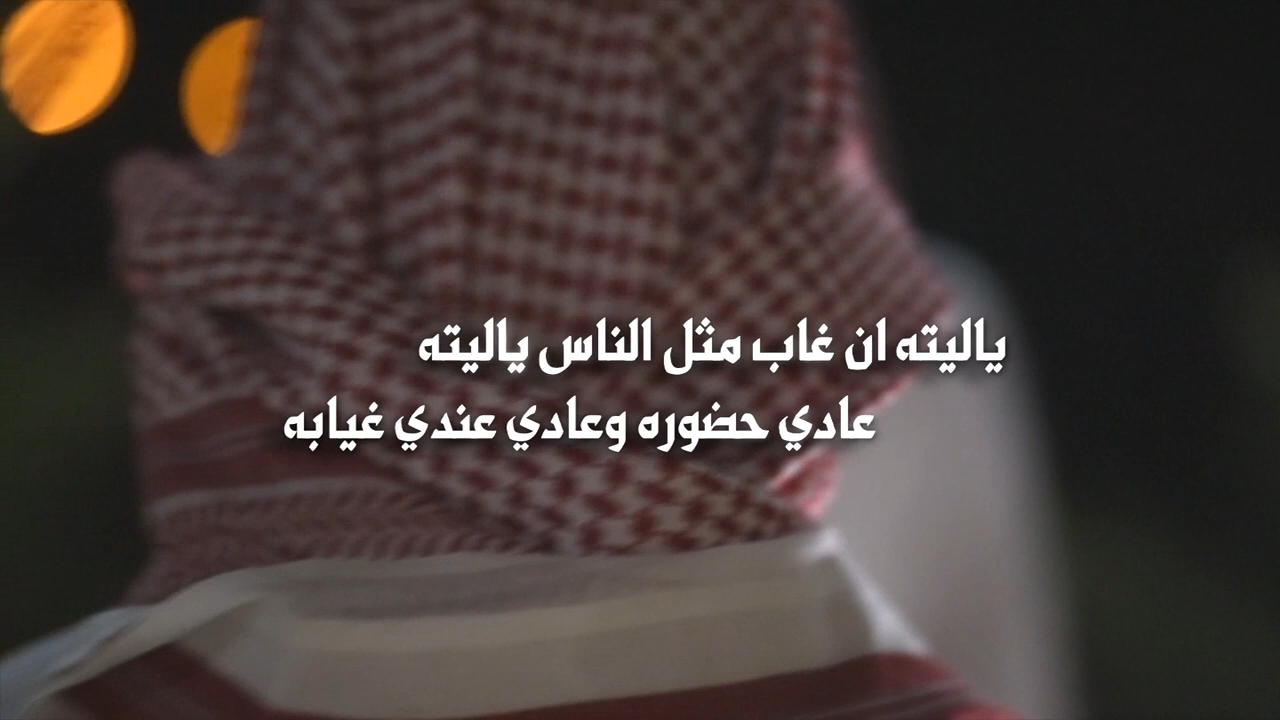 ياليته ان غاب مثل الناس ياليته
عادي حضوره وعادي عندي غيابه